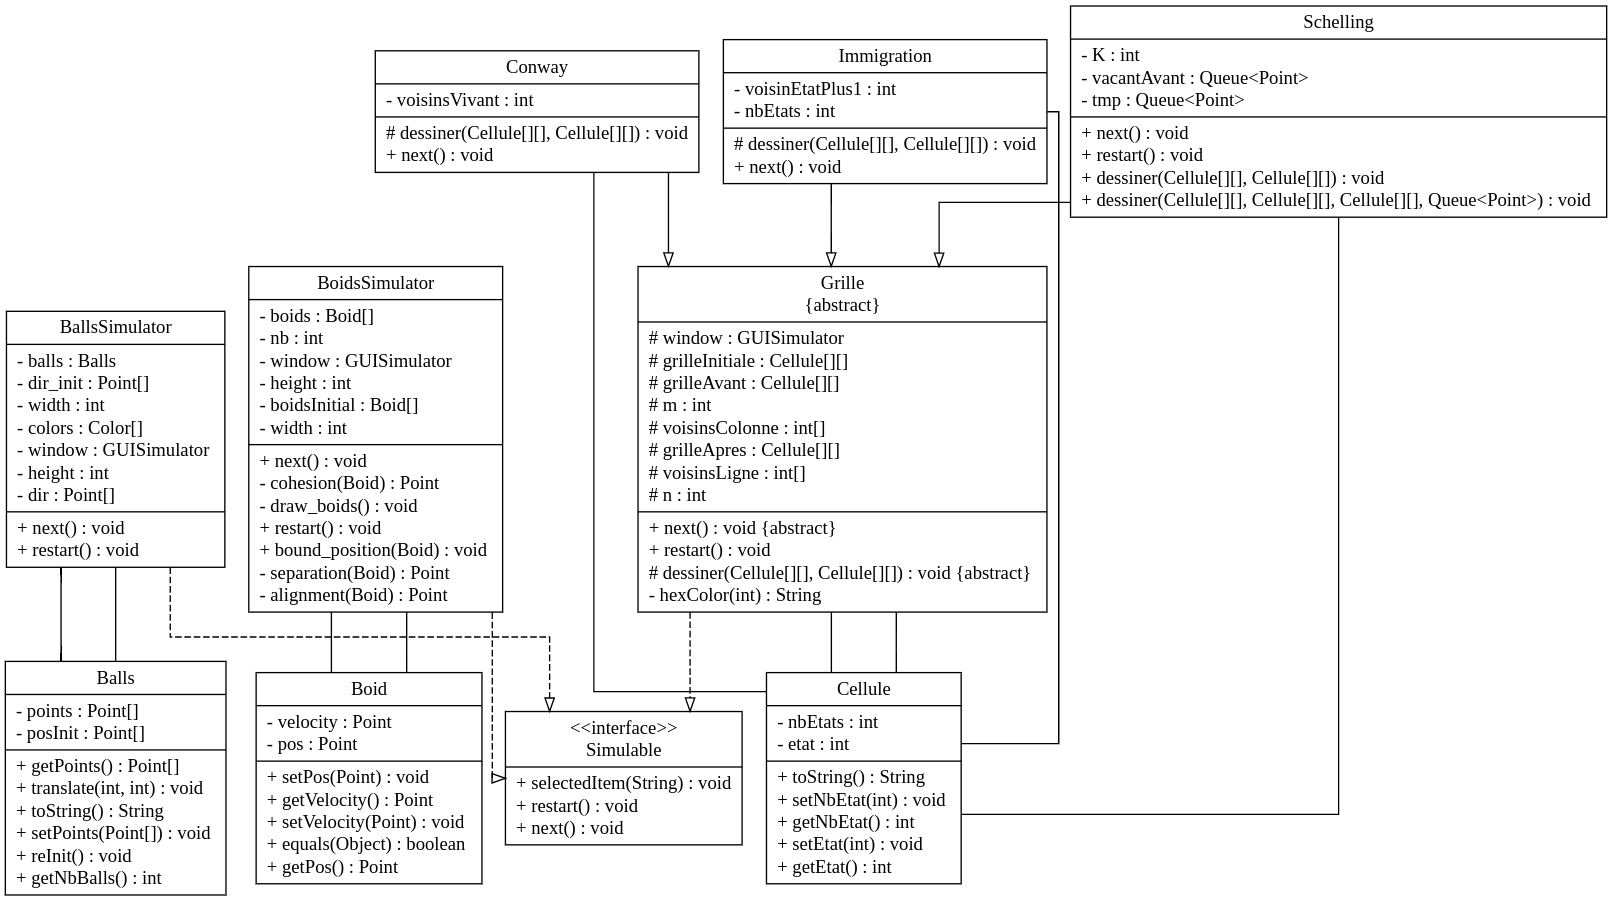 Schelling
- K : int
- vacantAvant : Queue<Point>
- tmp : Queue<Point>
+ next() : void
+ restart() : void
+ dessiner(Cellule[][], Cellule[][]) : void
+ dessiner(Cellule[][], Cellule[][], Cellule[][], Queue<Point>) : void
Immigration
- voisinEtatPlus1 : int
- nbEtats : int
# dessiner(Cellule[][], Cellule[][]) : void
+ next() : void
Conway
- voisinsVivant : int
# dessiner(Cellule[][], Cellule[][]) : void
+ next() : void
BallsSimulator
- balls : Balls
- dir_init : Point[]
- width : int
- colors : Color[]
- window : GUISimulator
- height : int
- dir : Point[]
+ next() : void
+ restart() : void
BoidsSimulator
- boids : Boid[]
- nb : int
- window : GUISimulator
- height : int
- boidsInitial : Boid[]
- width : int
+ next() : void
- cohesion(Boid) : Point
- draw_boids() : void
+ restart() : void
+ bound_position(Boid) : void
- separation(Boid) : Point
- alignment(Boid) : Point
Grille
{abstract}
# window : GUISimulator
# grilleInitiale : Cellule[][]
# grilleAvant : Cellule[][]
# m : int
# voisinsColonne : int[]
# grilleApres : Cellule[][]
# voisinsLigne : int[]
# n : int
+ next() : void {abstract}
+ restart() : void
# dessiner(Cellule[][], Cellule[][]) : void {abstract}
- hexColor(int) : String
Balls
- points : Point[]
- posInit : Point[]
+ getPoints() : Point[]
+ translate(int, int) : void
+ toString() : String
+ setPoints(Point[]) : void
+ reInit() : void
+ getNbBalls() : int
Boid
- velocity : Point
- pos : Point
+ setPos(Point) : void
+ getVelocity() : Point
+ setVelocity(Point) : void
+ equals(Object) : boolean
+ getPos() : Point
<<interface>>
Simulable
+ selectedItem(String) : void
+ restart() : void
+ next() : void
Cellule
- nbEtats : int
- etat : int
+ toString() : String
+ setNbEtat(int) : void
+ getNbEtat() : int
+ setEtat(int) : void
+ getEtat() : int